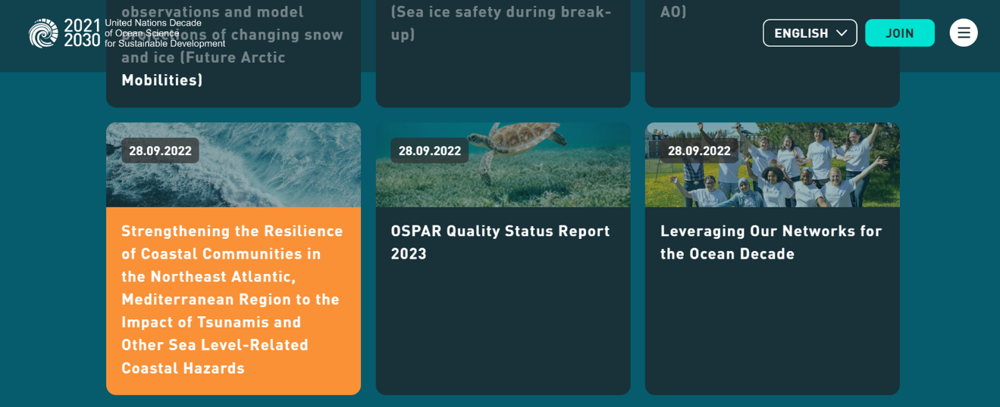 observations and model
projections of changing snow
and ice (Future Arctic
Mobilities)
(Sea ice safety during break-
up)
AO)
2021
2030
United Nations Decade
of Ocean Science
for Sustainable Development
ENGLISH
JOIN
28.09.2022
Strengthening the Resilience
of Coastal Communities in
the Northeast Atlantic,
Mediterranean Region to the
Impact of Tsunamis and
Other Sea Level-Related
Coastal Hazards
28.09.2022
OSPAR Quality Status Report
2023
28.09.2022
Leveraging Our Networks for
the Ocean Decade